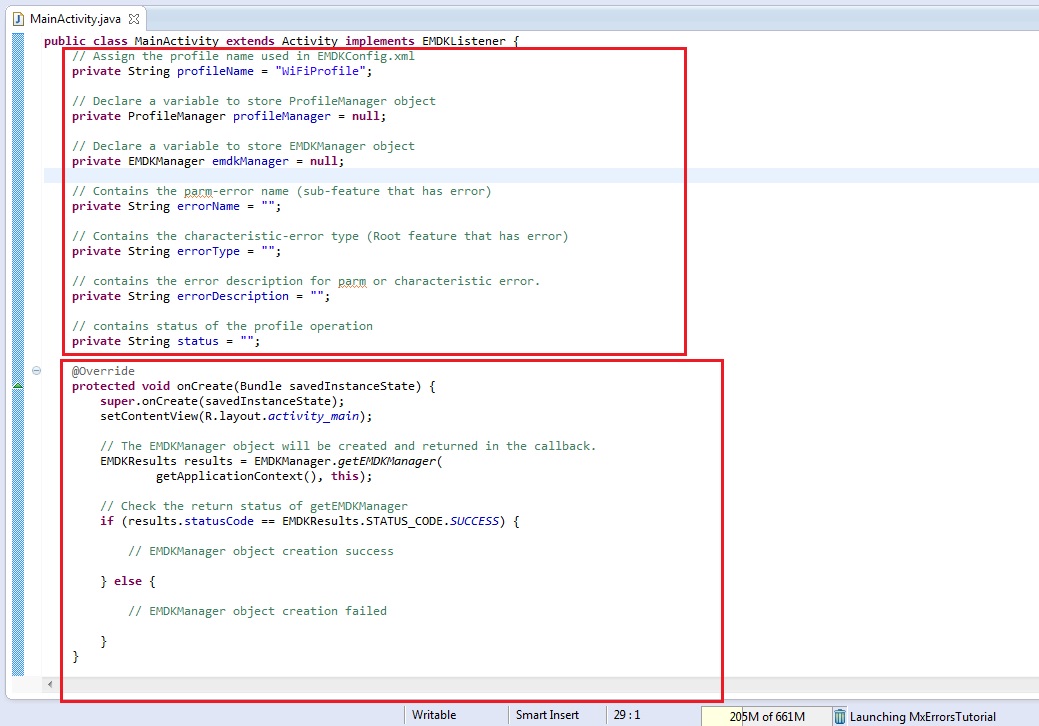 MainActivity.java
public class MainActivity extends Activity implements EMDKListener {
// Assign the profile name used in EMDKConfig.xml
private String profileName = "WiFiProfile";
// Declare a variable to store ProfileManager object
private ProfileManager profileManager = null;
// Declare a variable to store EMDKManager object
private EMDKManager emdkManager = null;
// Contains the parm-error name (sub-feature that has error)
private String errorName = "";
// Contains the characteristic-error type (Root feature that has error)
private String errorType = "";
// contains the error description for parm or characteristic error.
private String errorDescription = "";
// contains status of the profile operation
private String status = "";
@Override
protected void onCreate(Bundle savedInstanceState) {
super.onCreate(savedInstanceState);
setContentView(R.layout.activity_main);
// The EMDKManager object will be created and returned in the callback.
EMDKResults results = EMDKManager.getEMDKManager(
getApplicationContext(), this);
// Check the return status of getEMDKManager
if (results.statusCode == EMDKResults.STATUS_CODE.SUCCESS) {
// EMDKManager object creation success
} else {
// EMDKManager object creation failed
}
}
Writable Smart Insert 29 : 1 205M of 661M Launching MxErrorsTutorial